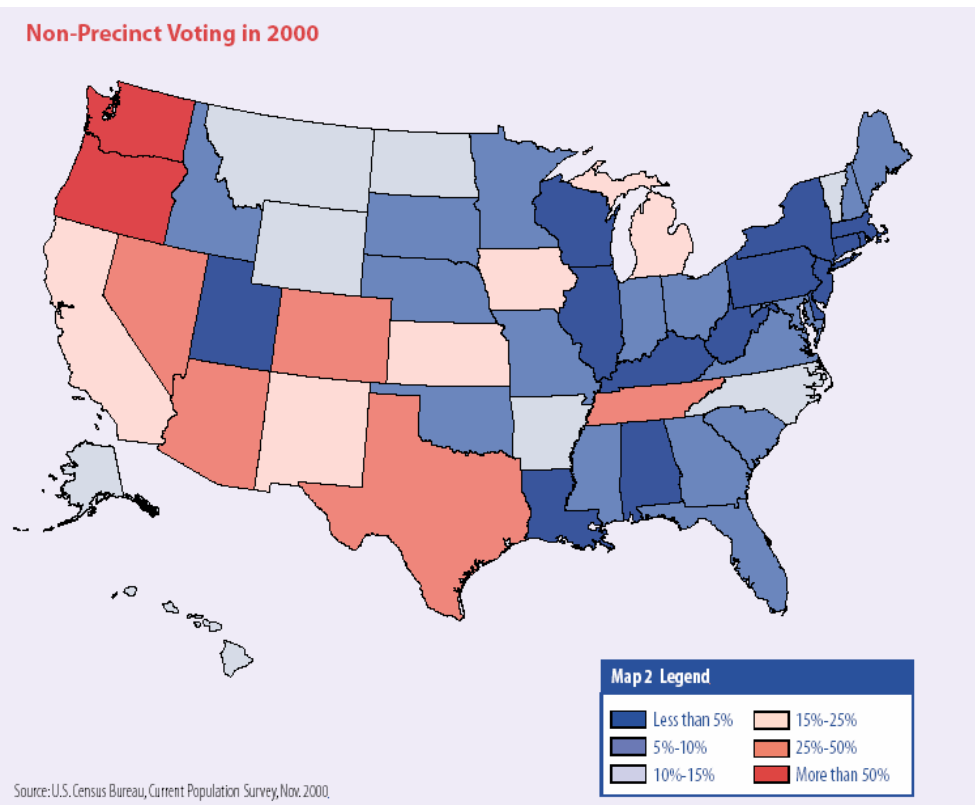 Non-Precinct Voting in 2000
Map 2 Legend
Less than 5%
15%-25%
5%-10%
25%-50%
10%-15%
More than 50%
Source: U.S. Census Bureau, Current Population Survey, Nov. 2000.